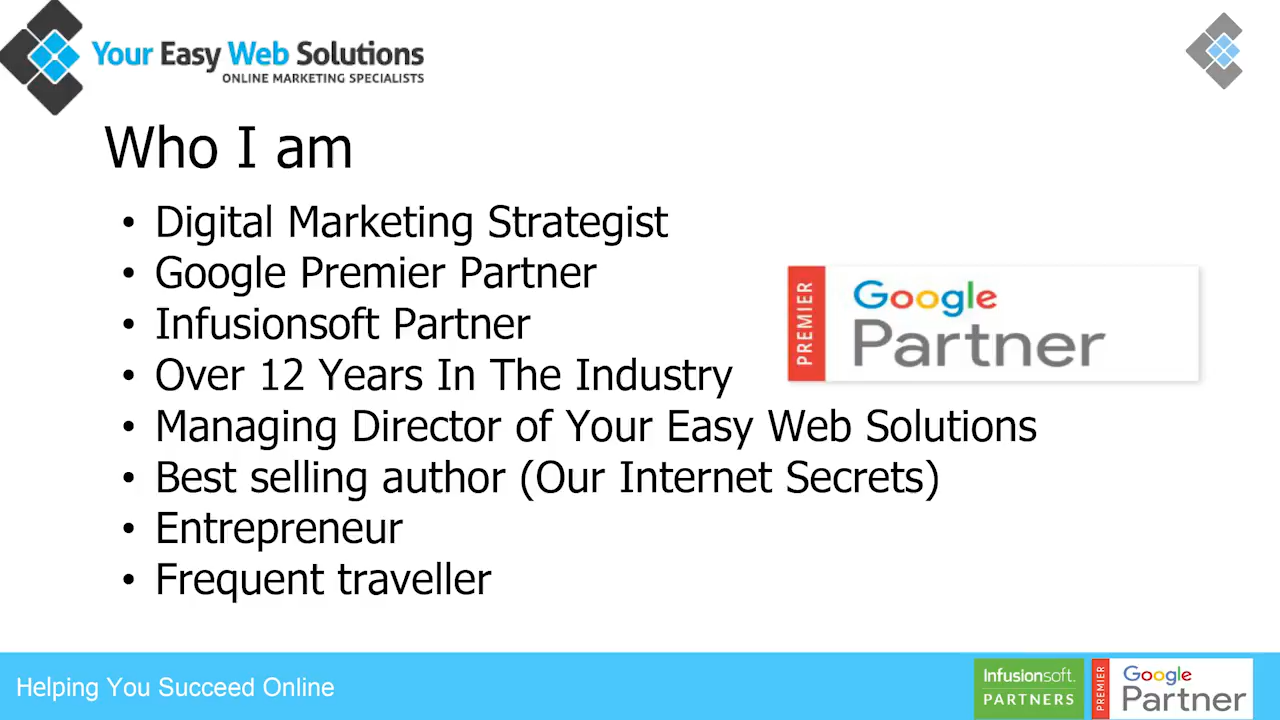 Your Easy Web Solutions
ONLINE MARKETING SPECIALISTS
Who I am
• Digital Marketing Strategist
• Google Premier Partner
• Infusionsoft Partner
• Over 12 Years In The Industry
• Managing Director of Your Easy Web Solutions
• Best selling author (Our Internet Secrets)
• Entrepreneur
• Frequent traveller
PREMIER
Google
Partner
Helping You Succeed Online
Infusionsoft.
PARTNERS
PREMIER
Google
Partner